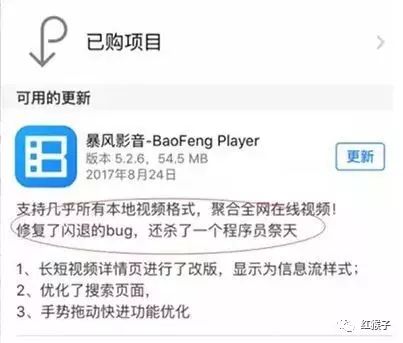 已购项目
可用的更新
暴风影音-BaoFeng Player
版本 5.2.6，54.5 MB
更新
2017年8月24日
支持几乎所有本地视频格式，聚合全网在线视频！
修复了闪退的bug，还杀了一个程序员祭天
1、长短视频详情页进行了改版，显示为信息流样式；
2、优化了搜索页面，
3、手势拖动快进功能优化
红猴子